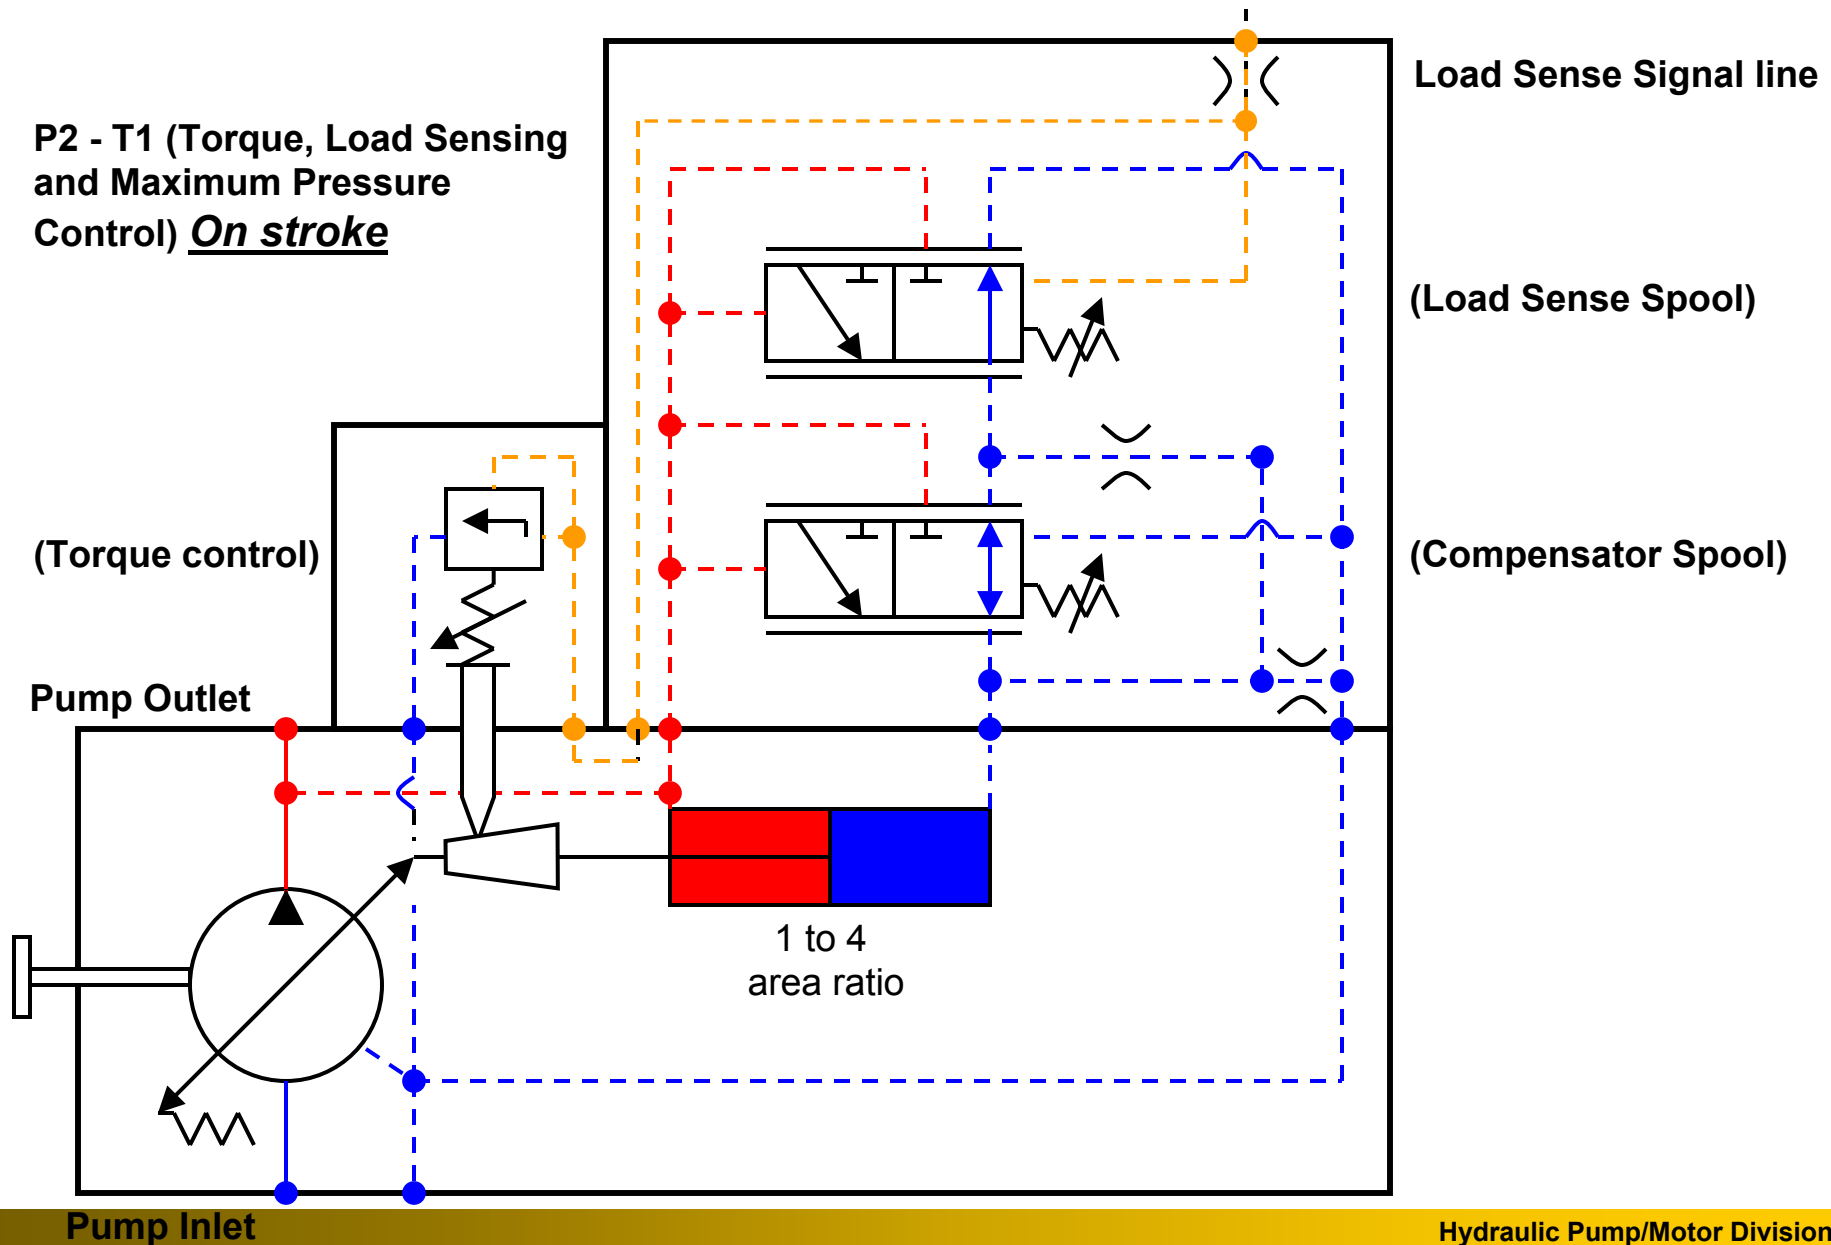 Load Sense Signal line
P2 - T1 (Torque, Load Sensing
and Maximum Pressure
Control) On stroke
(Load Sense Spool)
(Torque control)
(Compensator Spool)
Pump Outlet
1 to 4
area ratio
Pump Inlet
Hydraulic Pump/Motor Division